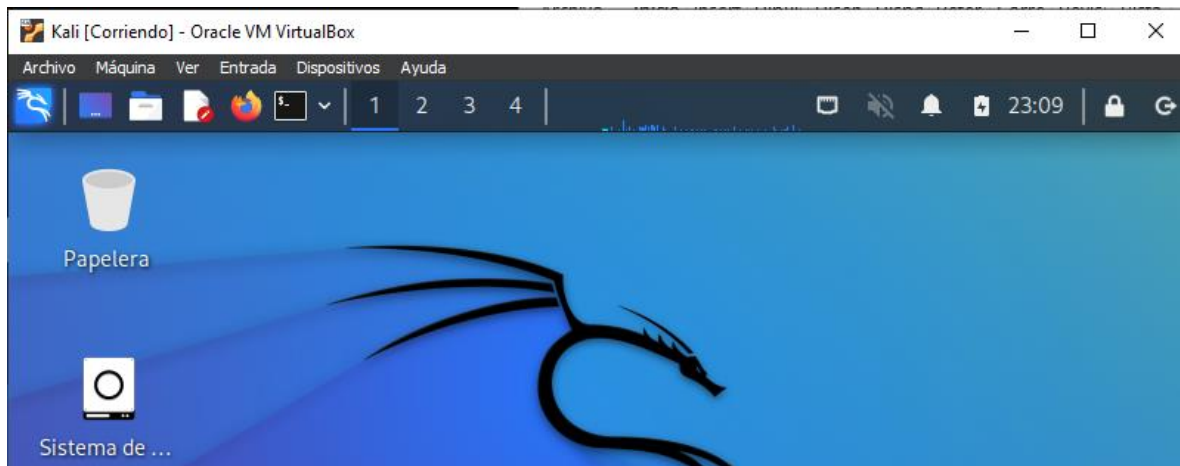 Kali [Corriendo] - Oracle VM VirtualBox
Archivo Máquina Ver Entrada Dispositivos Ayuda
1 2 3 4 23:09
Papelera
Sistema de ...